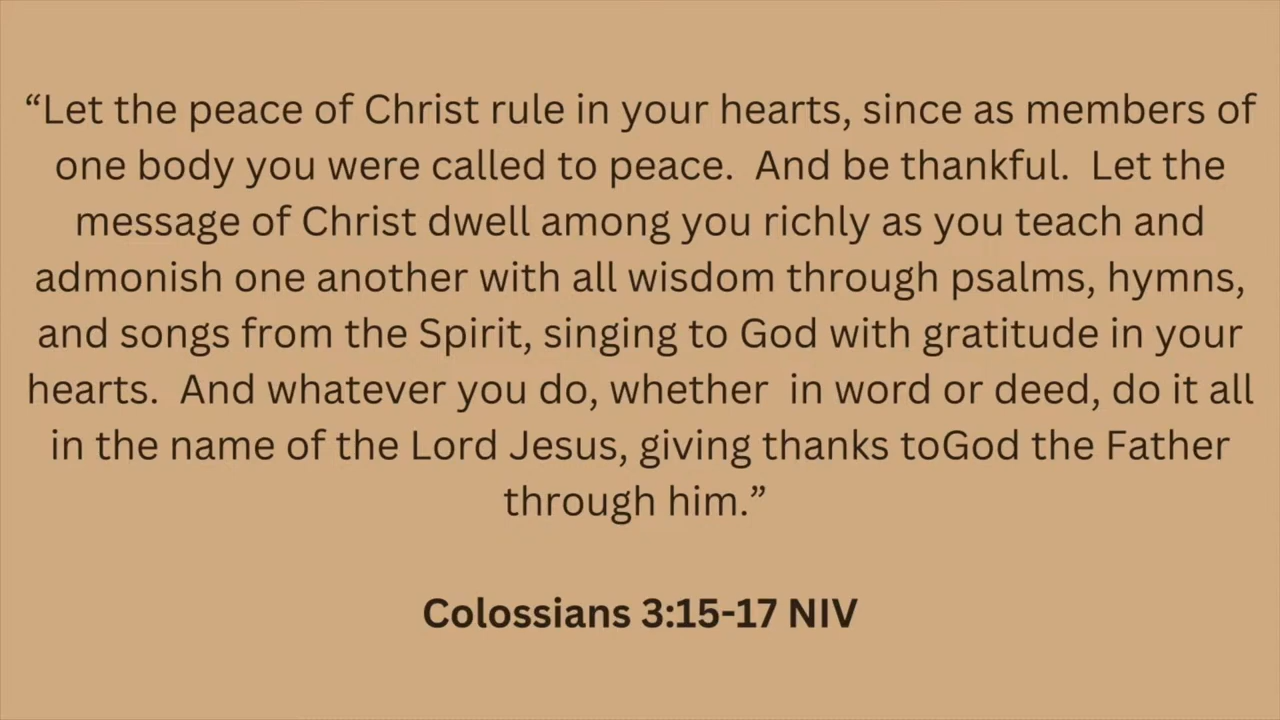 “Let the peace of Christ rule in your hearts, since as members of
one body you were called to peace.  And be thankful.  Let the
message of Christ dwell among you richly as you teach and
admonish one another with all wisdom through psalms, hymns,
and songs from the Spirit, singing to God with gratitude in your
hearts.  And whatever you do, whether  in word or deed, do it all
in the name of the Lord Jesus, giving thanks toGod the Father
through him.”
Colossians 3:15-17 NIV